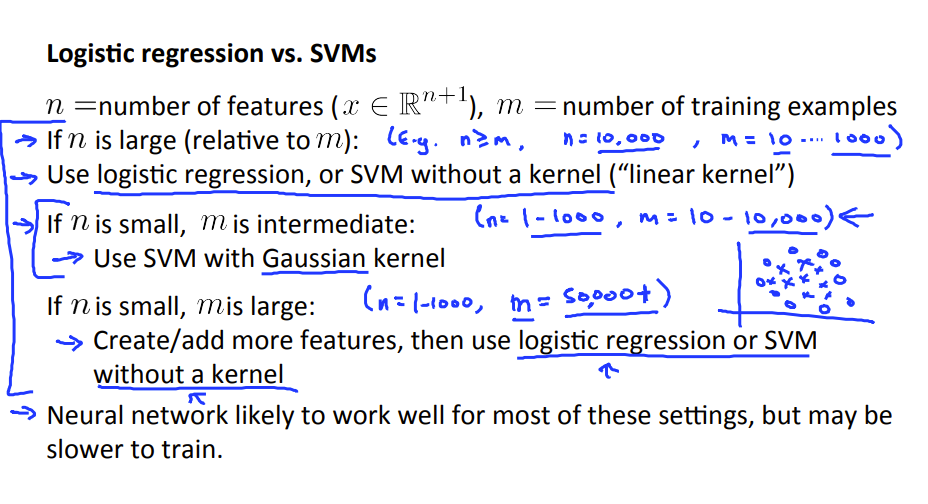 Logistic regression vs. SVMs
n =number of features (x ∈ ℝⁿ⁺¹), m = number of training examples
→ If n is large (relative to m): (E.g. n≥m, n=10,000 , m = 10 .... 1000)
→ Use logistic regression, or SVM without a kernel (“linear kernel”)
→ If n is small, m is intermediate: (n= 1-1000, m = 10 - 10,000) ←
→ Use SVM with Gaussian kernel
If n is small, m is large: (n=1-1000, m = 50,000+)
→ Create/add more features, then use logistic regression or SVM
without a kernel
→ Neural network likely to work well for most of these settings, but may be
slower to train.